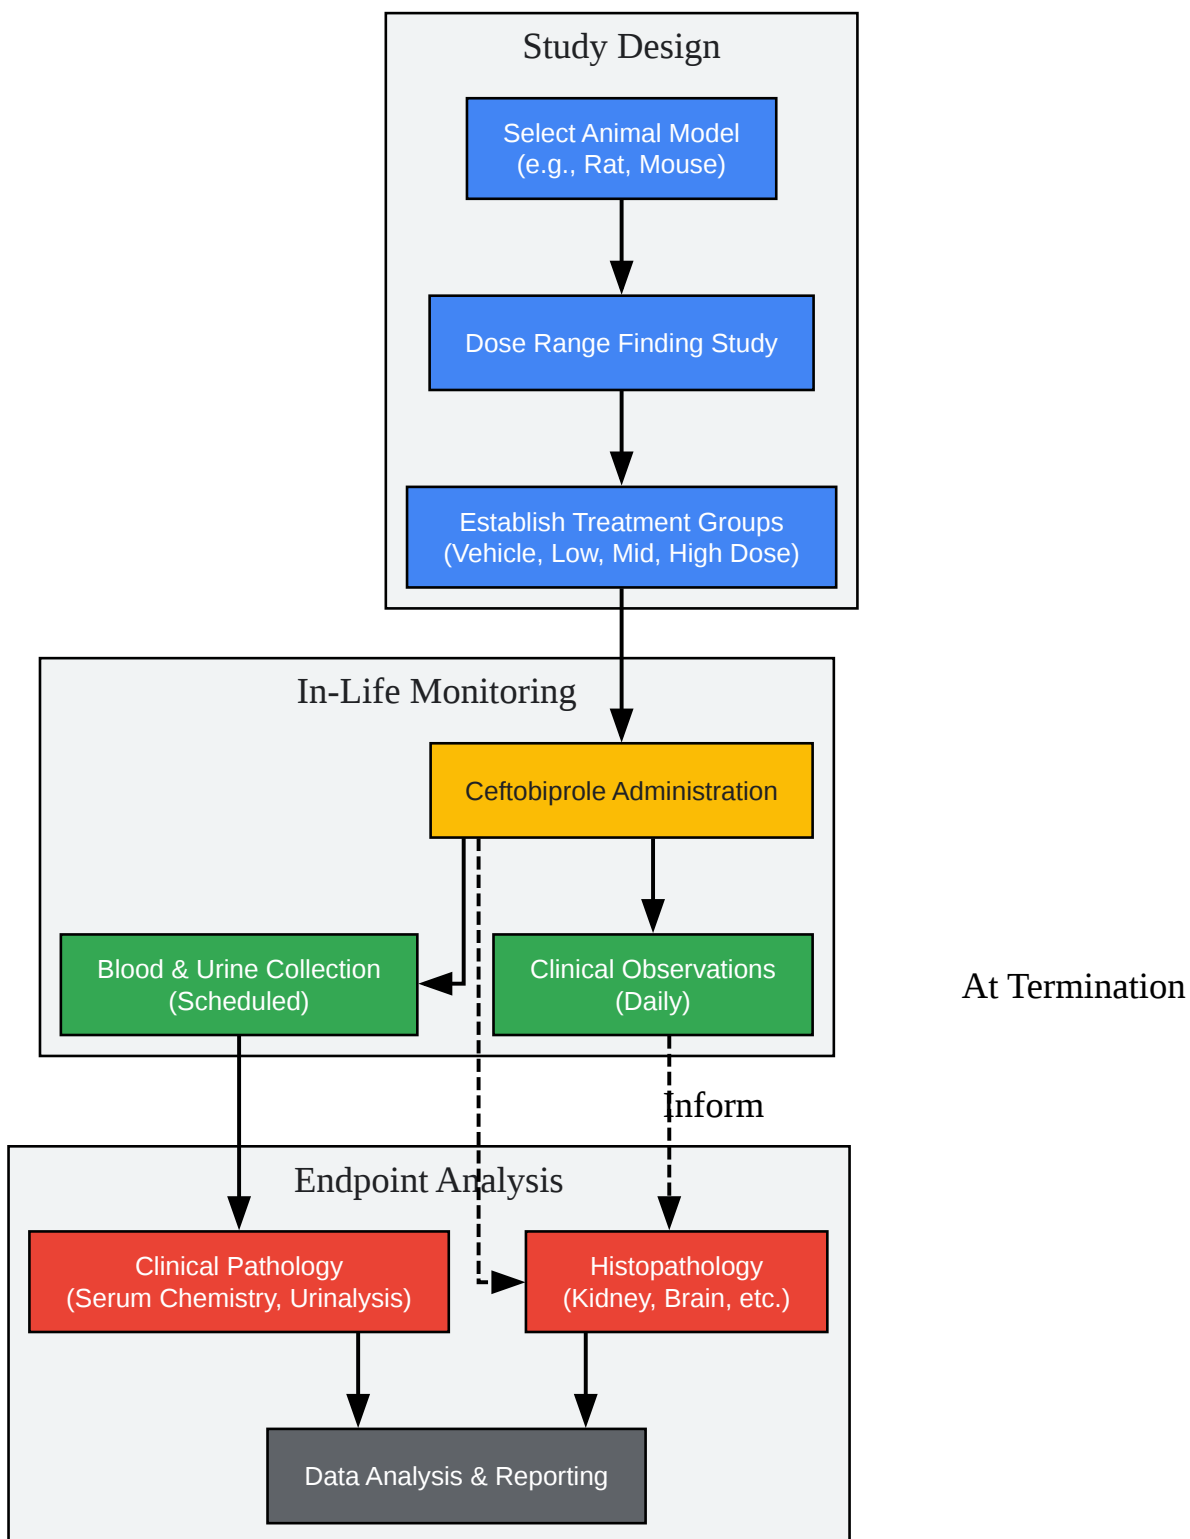 Study Design
Select Animal Model
(e.g., Rat, Mouse)
Dose Range Finding Study
Establish Treatment Groups
(Vehicle, Low, Mid, High Dose)
In-Life Monitoring
Ceftobiprole Administration
Blood & Urine Collection
(Scheduled)
Clinical Observations
(Daily)
At Termination
Inform
Endpoint Analysis
Clinical Pathology
(Serum Chemistry, Urinalysis)
Histopathology
(Kidney, Brain, etc.)
Data Analysis & Reporting